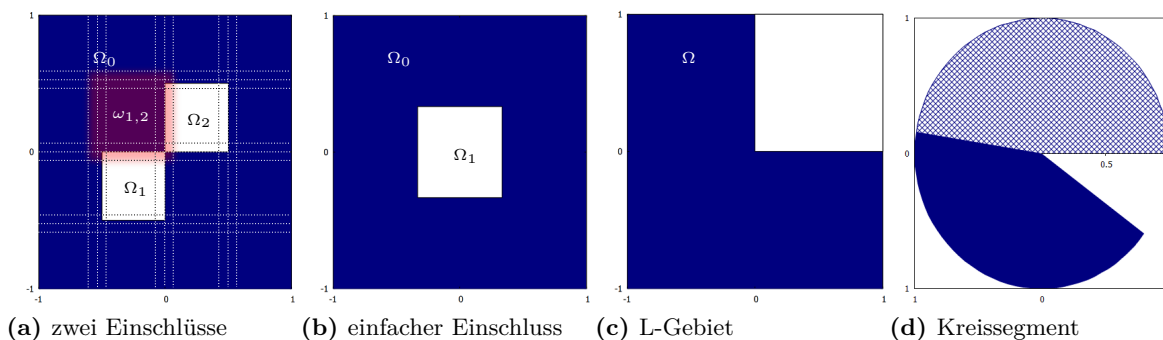 1
Ω₀
ω₁,₂
Ω₂
0
Ω₁
-1
-1 0 1
1
Ω₀
0
Ω₁
-1
-1 0 1
1
Ω
0
-1
-1 0 1
1
0
0.5
1
1 0
(a) zwei Einschlüsse
(b) einfacher Einschluss
(c) L-Gebiet
(d) Kreissegment